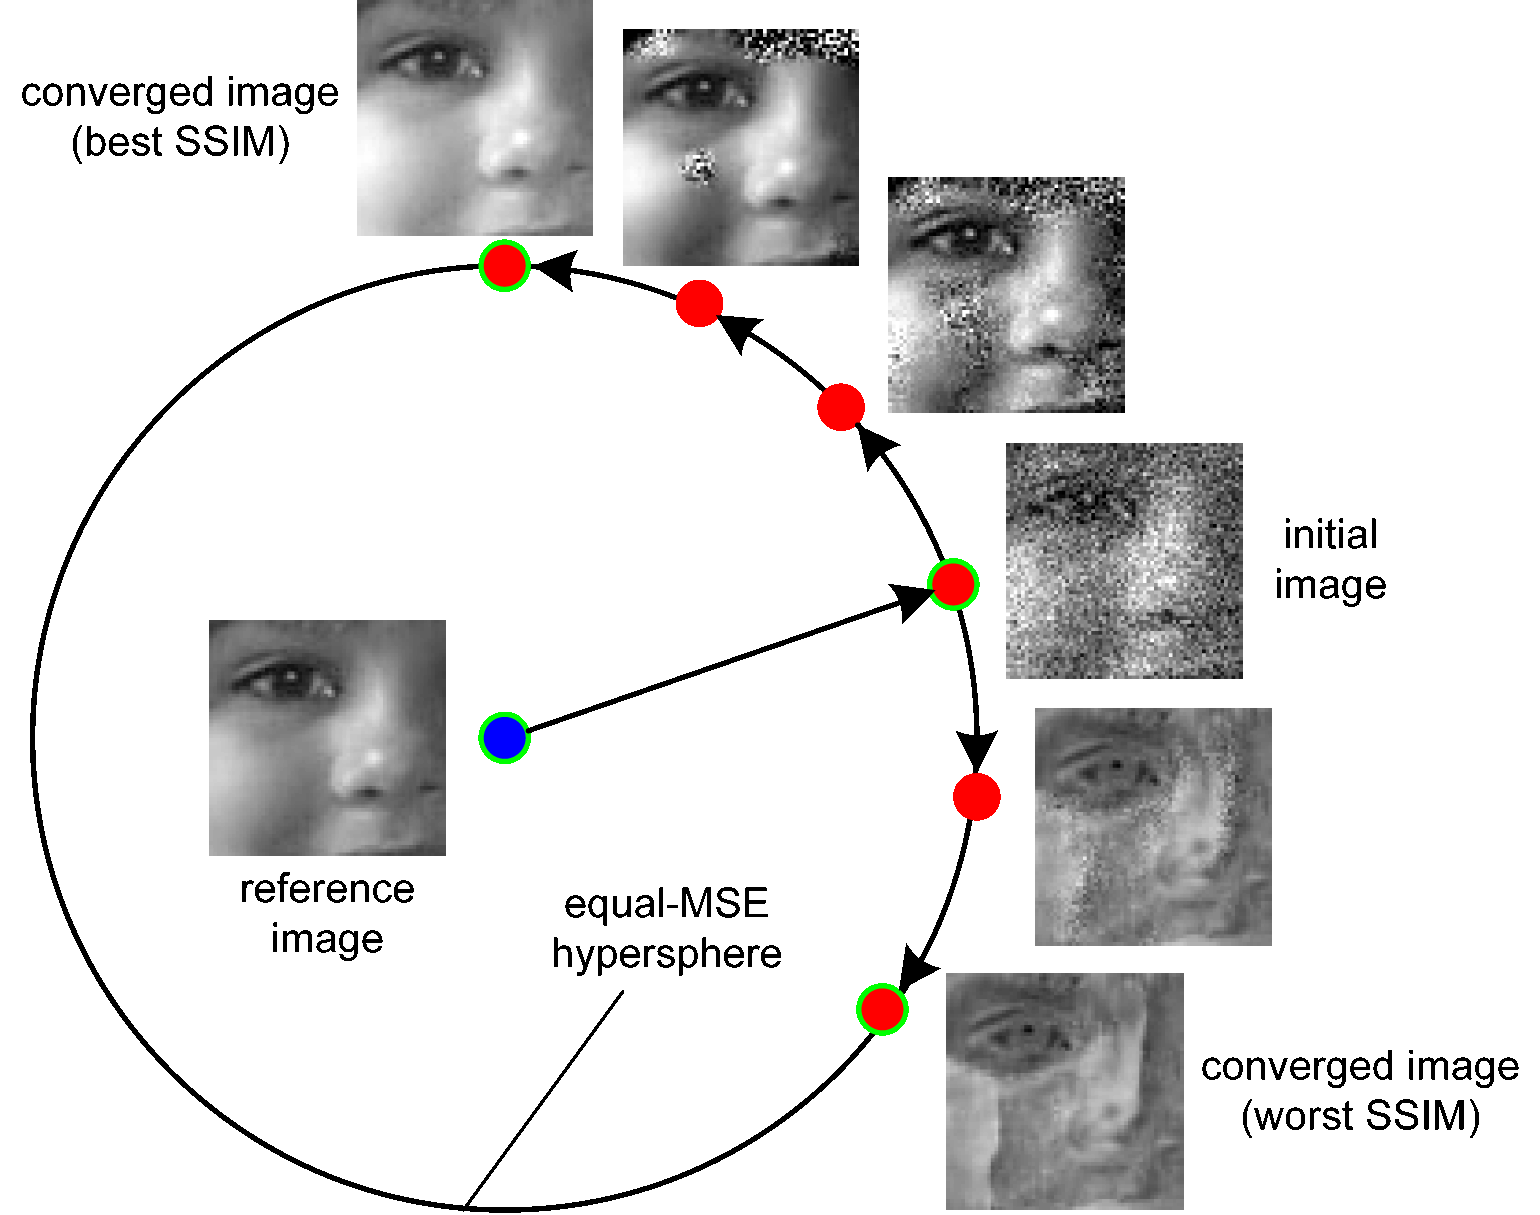 converged image
(best SSIM)
initial
image
reference
image
equal-MSE
hypersphere
converged image
(worst SSIM)